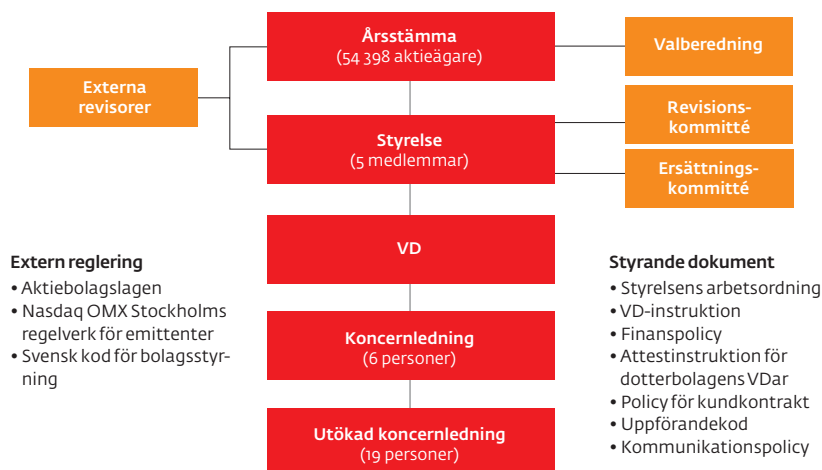 Årsstämma
(54 398 aktieägare)
Valberedning
Externa
revisorer
Revisions-
kommitté
Styrelse
(5 medlemmar)
Ersättnings-
kommitté
VD
Extern reglering
• Aktiebolagslagen
• Nasdaq OMX Stockholms
regelverk för emittenter
• Svensk kod för bolagsstyr-
ning
Koncernledning
(6 personer)
Utökad koncernledning
(19 personer)
Styrande dokument
• Styrelsens arbetsordning
• VD-instruktion
• Finanspolicy
• Attestinstruktion för
dotterbolagens VDar
• Policy för kundkontrakt
• Uppförandekod
• Kommunikationspolicy